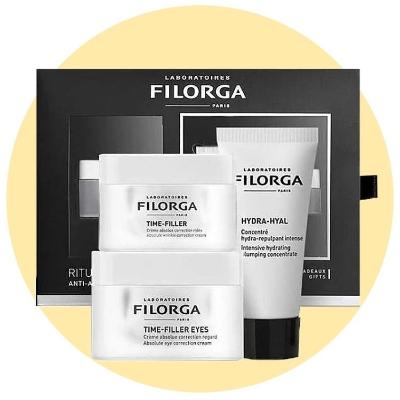 LABORATOIRES
FILORGA
PARIS
LABORATOIRES
FILORGA
PARIS
TIME-FILLER
Crème absolue correction rides
Absolute wrinkle correction cream
LABORATOIRES
FILORGA
PARIS
HYDRA-HYAL
Concentré
hydra-repulpant intense
Intensive hydrating
plumping concentrate
LABORATOIRES
FILORGA
PARIS
TIME-FILLER EYES
Crème absolue correction regard
Absolute eye correction cream
RITU
ANTI-A
ADEAUX
GIFTS